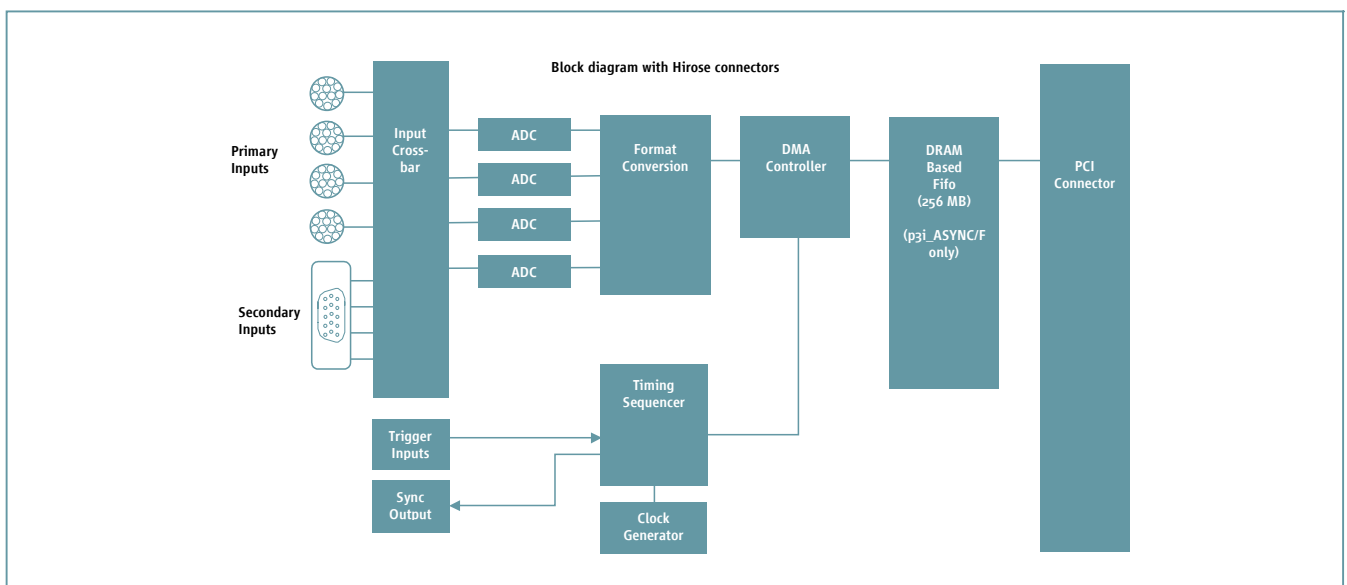 Block diagram with Hirose connectors
Primary
Inputs
Secondary
Inputs
Input
Cross-
bar
ADC
ADC
ADC
ADC
Format
Conversion
DMA
Controller
DRAM
Based
Fifo
(256 MB)
(p3i_ASYNC/F
only)
PCI
Connector
Timing
Sequencer
Trigger
Inputs
Sync
Output
Clock
Generator